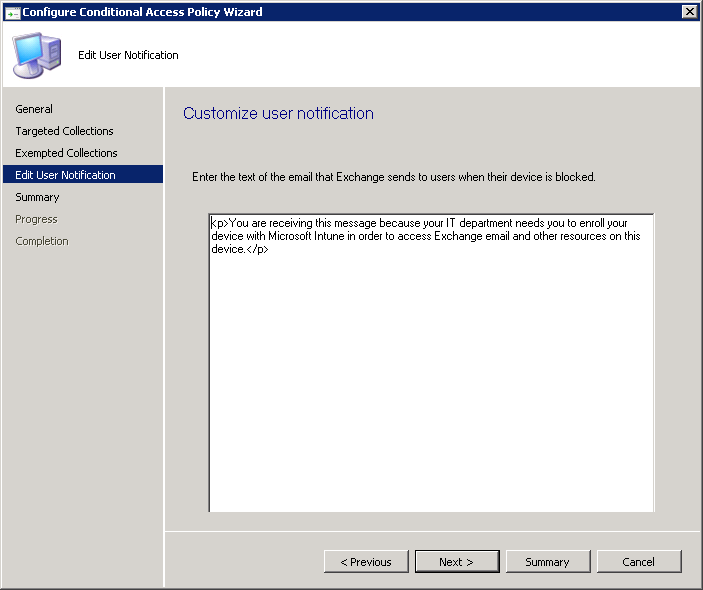 Configure Conditional Access Policy Wizard
Edit User Notification
General
Targeted Collections
Exempted Collections
Edit User Notification
Summary
Progress
Completion
Customize user notification
Enter the text of the email that Exchange sends to users when their device is blocked.
<p>You are receiving this message because your IT department needs you to enroll your
device with Microsoft Intune in order to access Exchange email and other resources on this
device.</p>
< Previous
Next >
Summary
Cancel